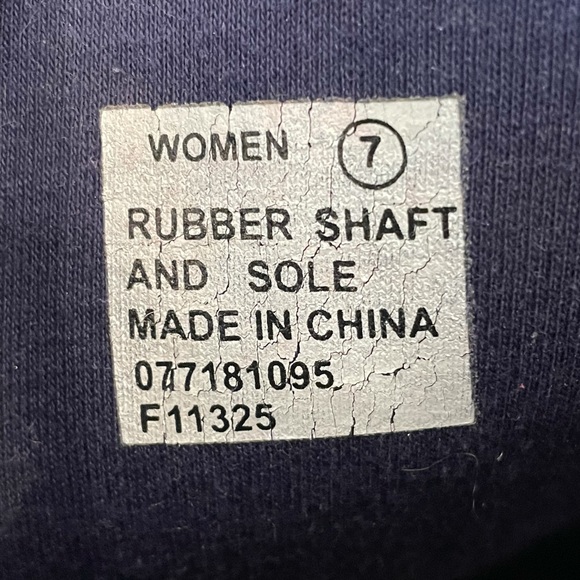 WOMEN 7
RUBBER SHAFT
AND SOLE
MADE IN CHINA
077181095
F11325